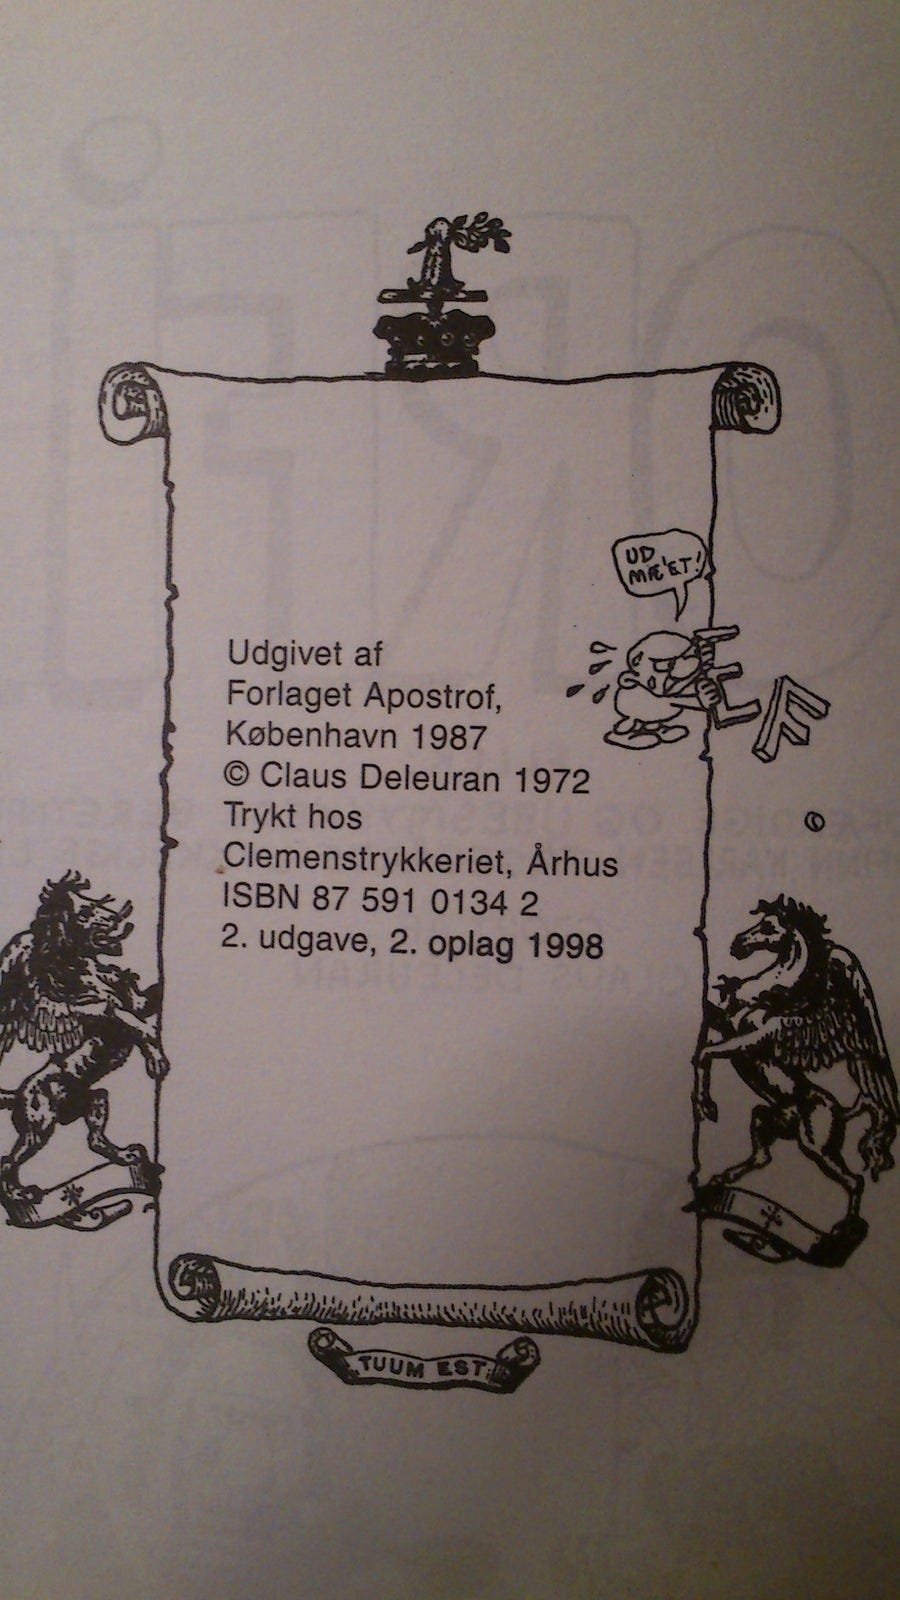 UD
MÆ'ET!
Udgivet af
Forlaget Apostrof,
København 1987
© Claus Deleuran 1972
Trykt hos
Clemenstrykkeriet, Århus
ISBN 87 591 0134 2
2. udgave, 2. oplag 1998
TUUM EST